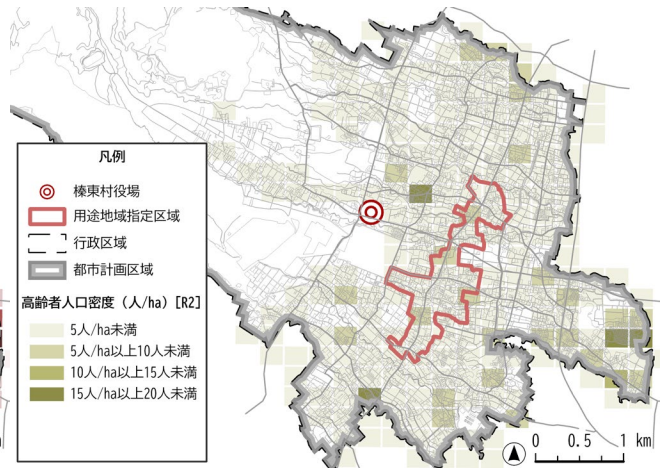 凡例
榛東村役場
用途地域指定区域
行政区域
都市計画区域
高齢者人口密度（人/ha）[R2]
5人/ha未満
5人/ha以上10人未満
10人/ha以上15人未満
15人/ha以上20人未満
0 0.5 1 km